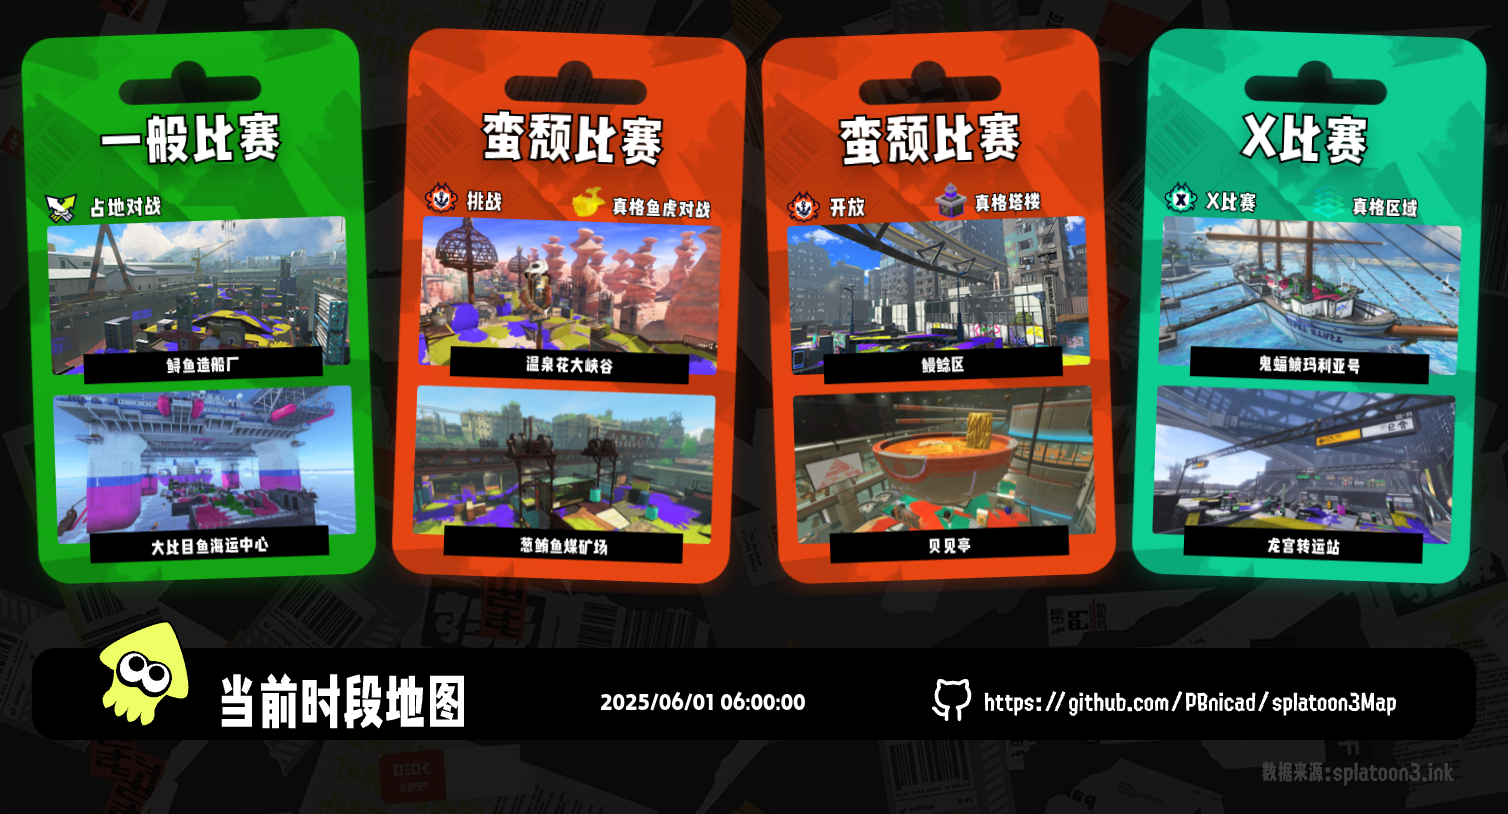 一般比赛
占地对战
鲟鱼造船厂
大比目鱼海运中心
蛮颓比赛
挑战
真格鱼虎对战
温泉花大峡谷
葱鲔鱼煤矿场
蛮颓比赛
开放
真格塔楼
鳗鲶区
贝贝亭
X比赛
X比赛
真格区域
鬼蝠鲼玛利亚号
龙宫转运站
当前时段地图
2025/06/01 06:00:00
https://github.com/PBnicad/splatoon3Map
数据来源:splatoon3.ink